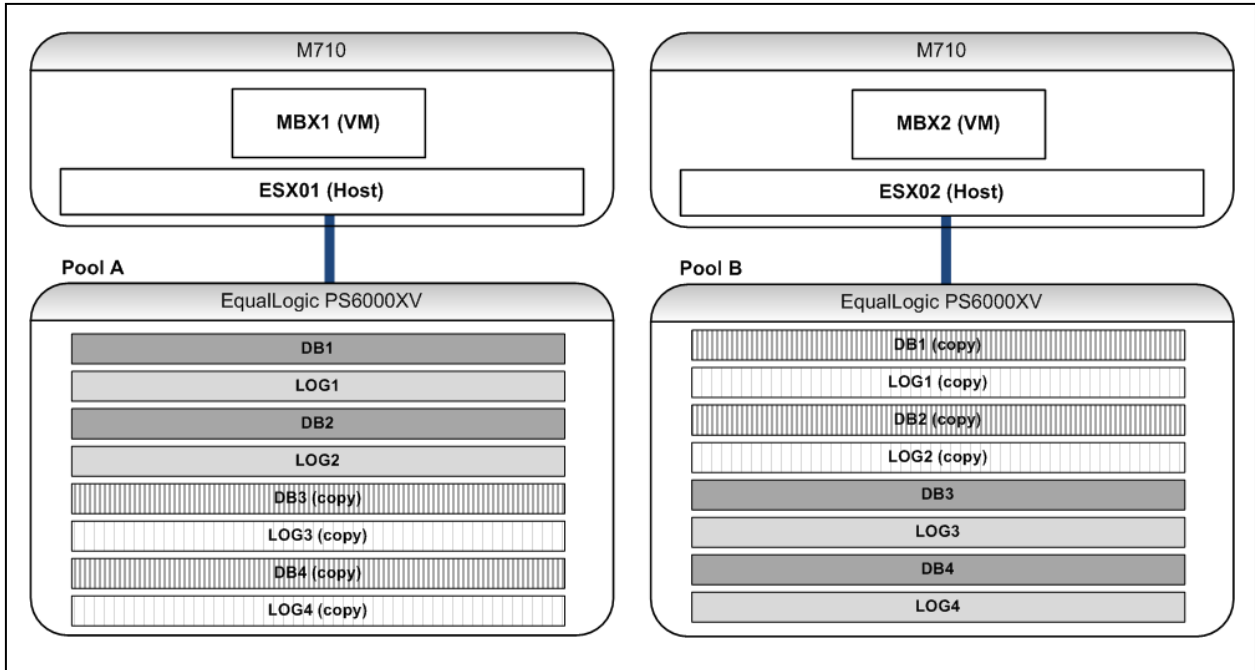 M710
MBX1 (VM)
ESX01 (Host)
Pool A
EqualLogic PS6000XV
DB1
LOG1
DB2
LOG2
DB3 (copy)
LOG3 (copy)
DB4 (copy)
LOG4 (copy)
M710
MBX2 (VM)
ESX02 (Host)
Pool B
EqualLogic PS6000XV
DB1 (copy)
LOG1 (copy)
DB2 (copy)
LOG2 (copy)
DB3
LOG3
DB4
LOG4